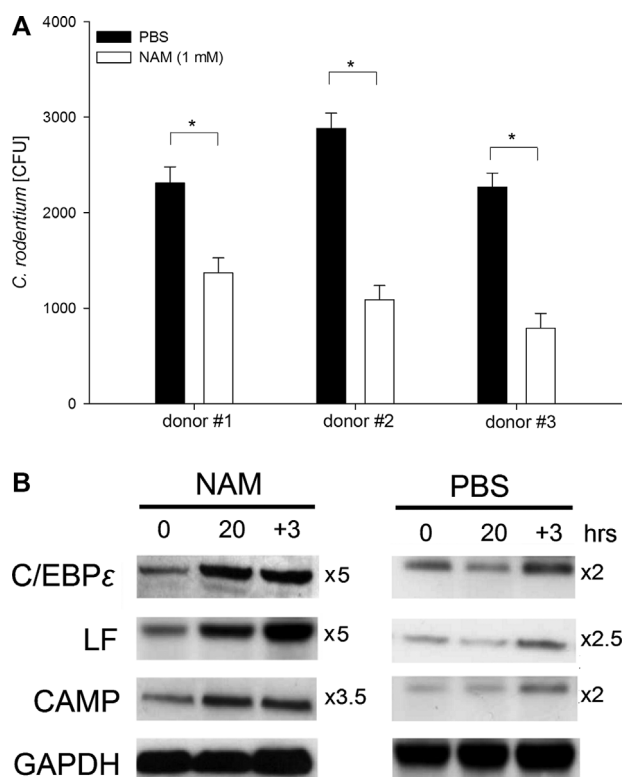 A
4000
PBS
NAM (1 mM)
*
*
3000
*
C. rodentium [CFU]
2000
1000
0
donor #1
donor #2
donor #3
B
NAM
PBS
0
20
+3
0
20
+3
hrs
C/EBPε
x5
x2
LF
x5
x2.5
CAMP
x3.5
x2
GAPDH